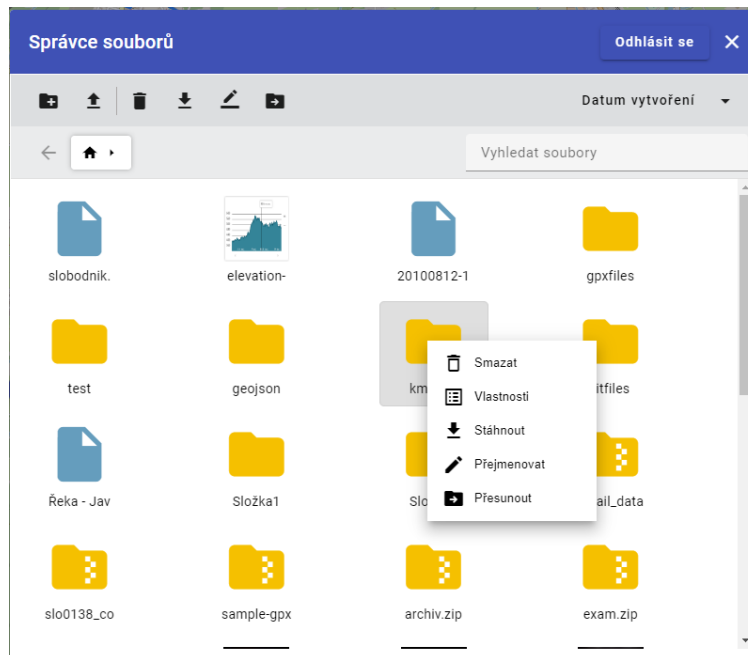 Správce souborů
Odhlásit se
Datum vytvoření
Vyhledat soubory
slobodnik.
elevation-
20100812-1
gpxfiles
test
geojson
km
itfiles
Smazat
Vlastnosti
Stáhnout
Přejmenovat
Přesunout
Řeka - Jav
Složka1
Slo
ail_data
slo0138_co
sample-gpx
archiv.zip
exam.zip